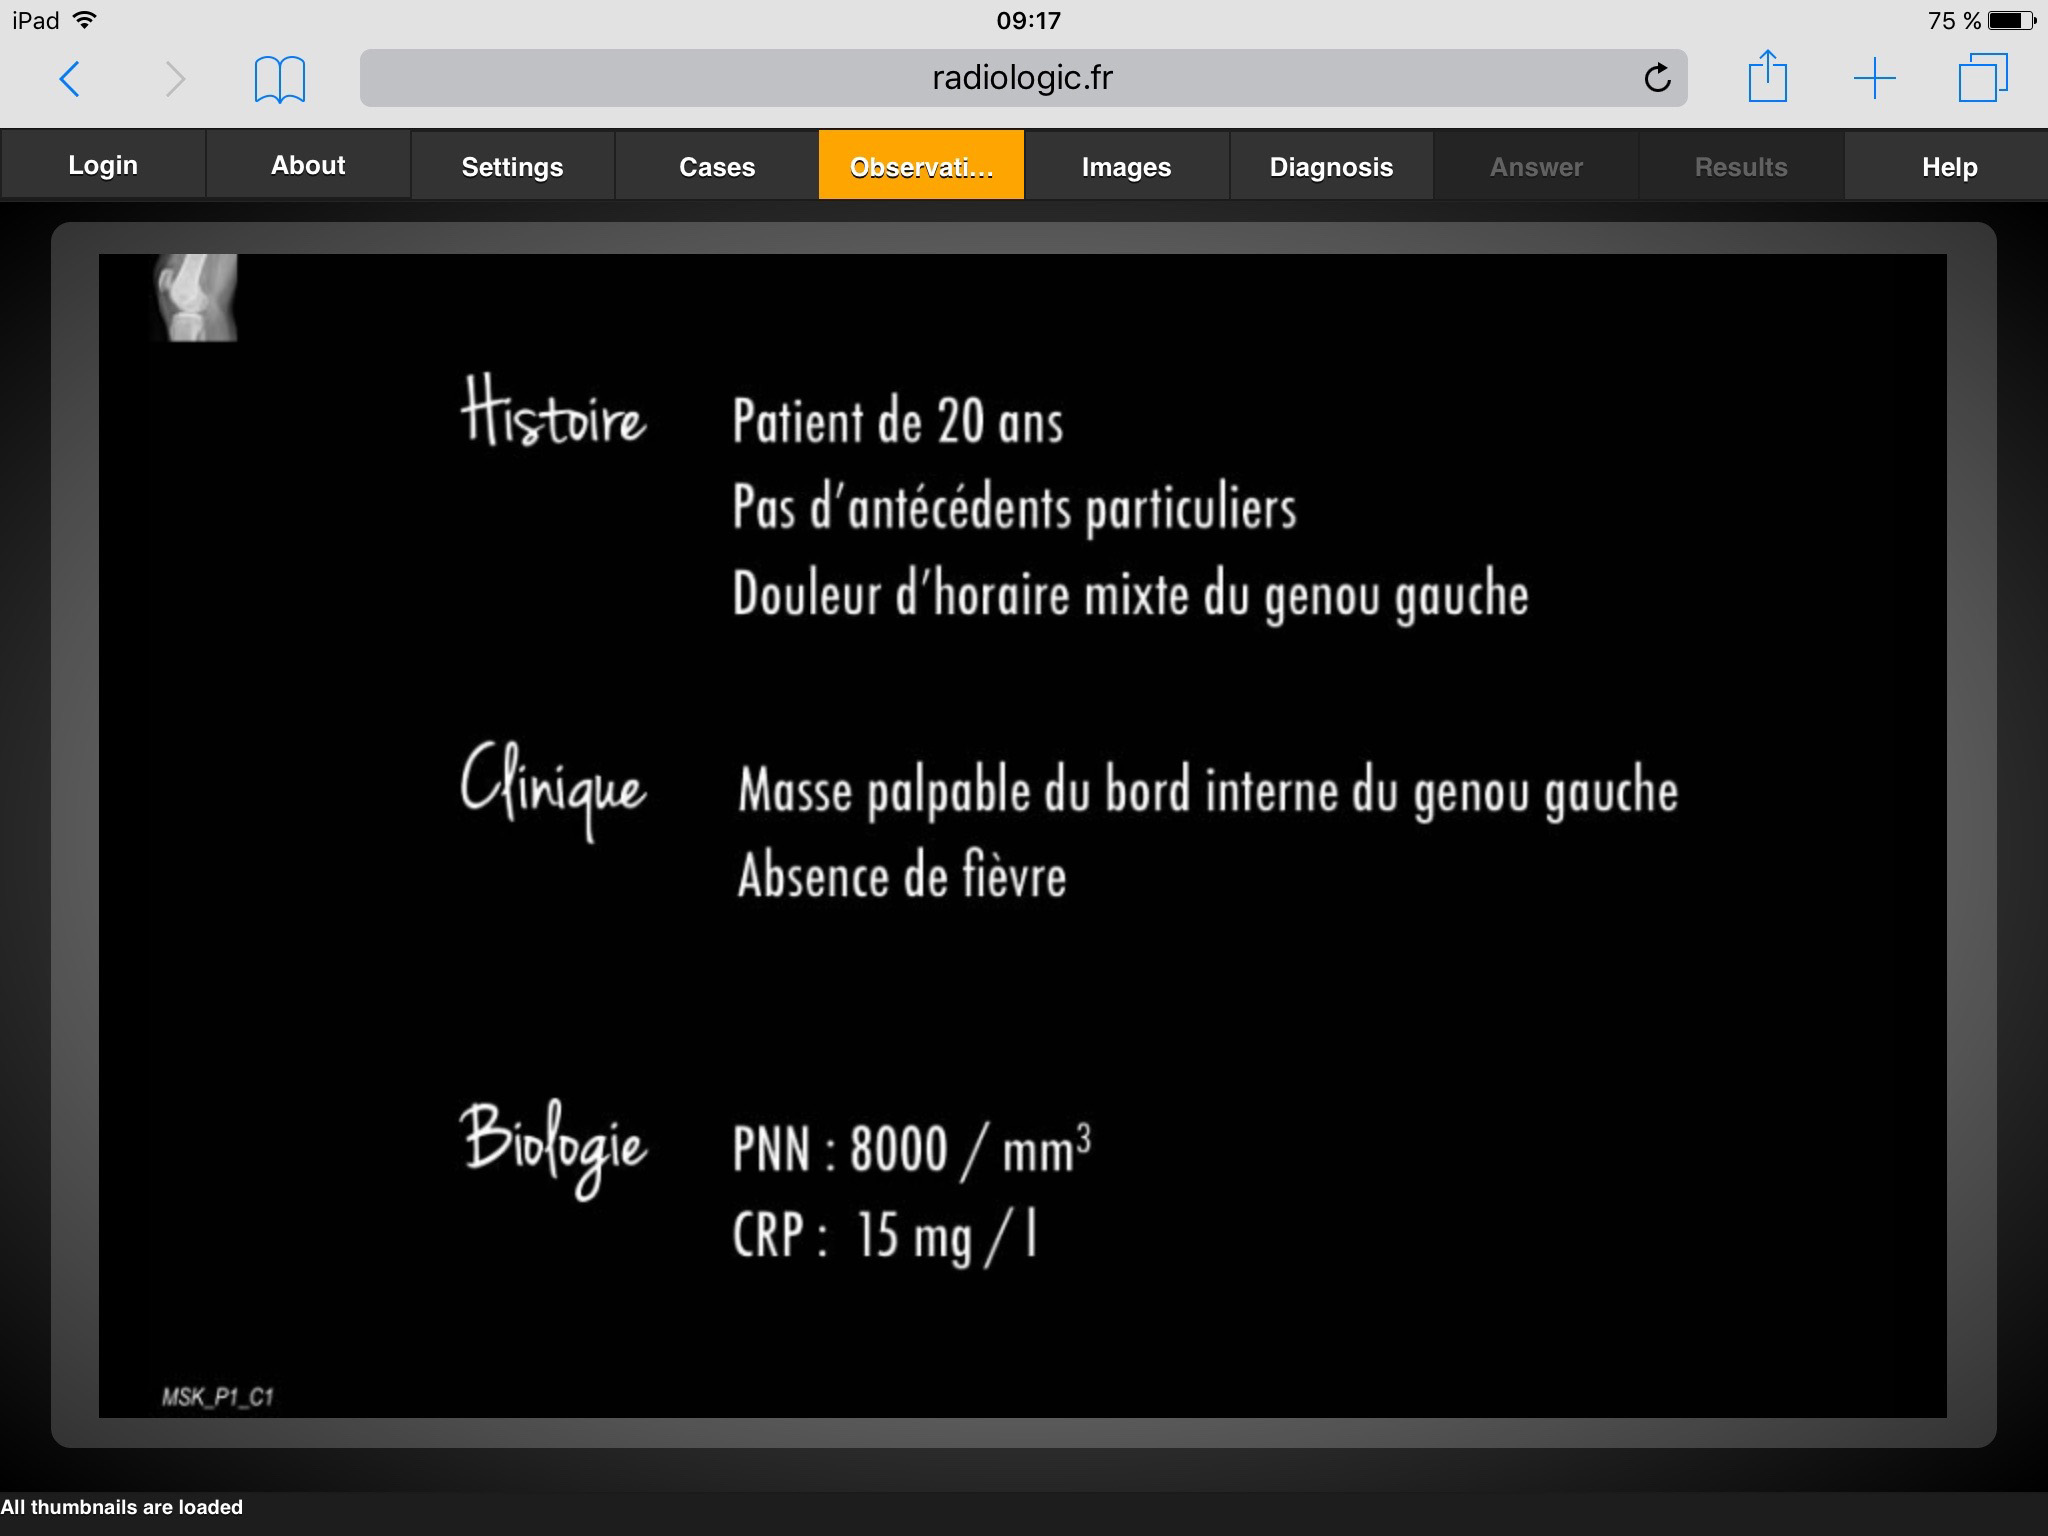 iPad 09:17 75 %
radiologic.fr
Login About Settings Cases Observati... Images Diagnosis Answer Results Help
Histoire Patient de 20 ans
Pas d'antécédents particuliers
Douleur d'horaire mixte du genou gauche
Clinique Masse palpable du bord interne du genou gauche
Absence de fièvre
Biologie PNN : 8000 / mm³
CRP : 15 mg / l
MSK_P1_C1
All thumbnails are loaded